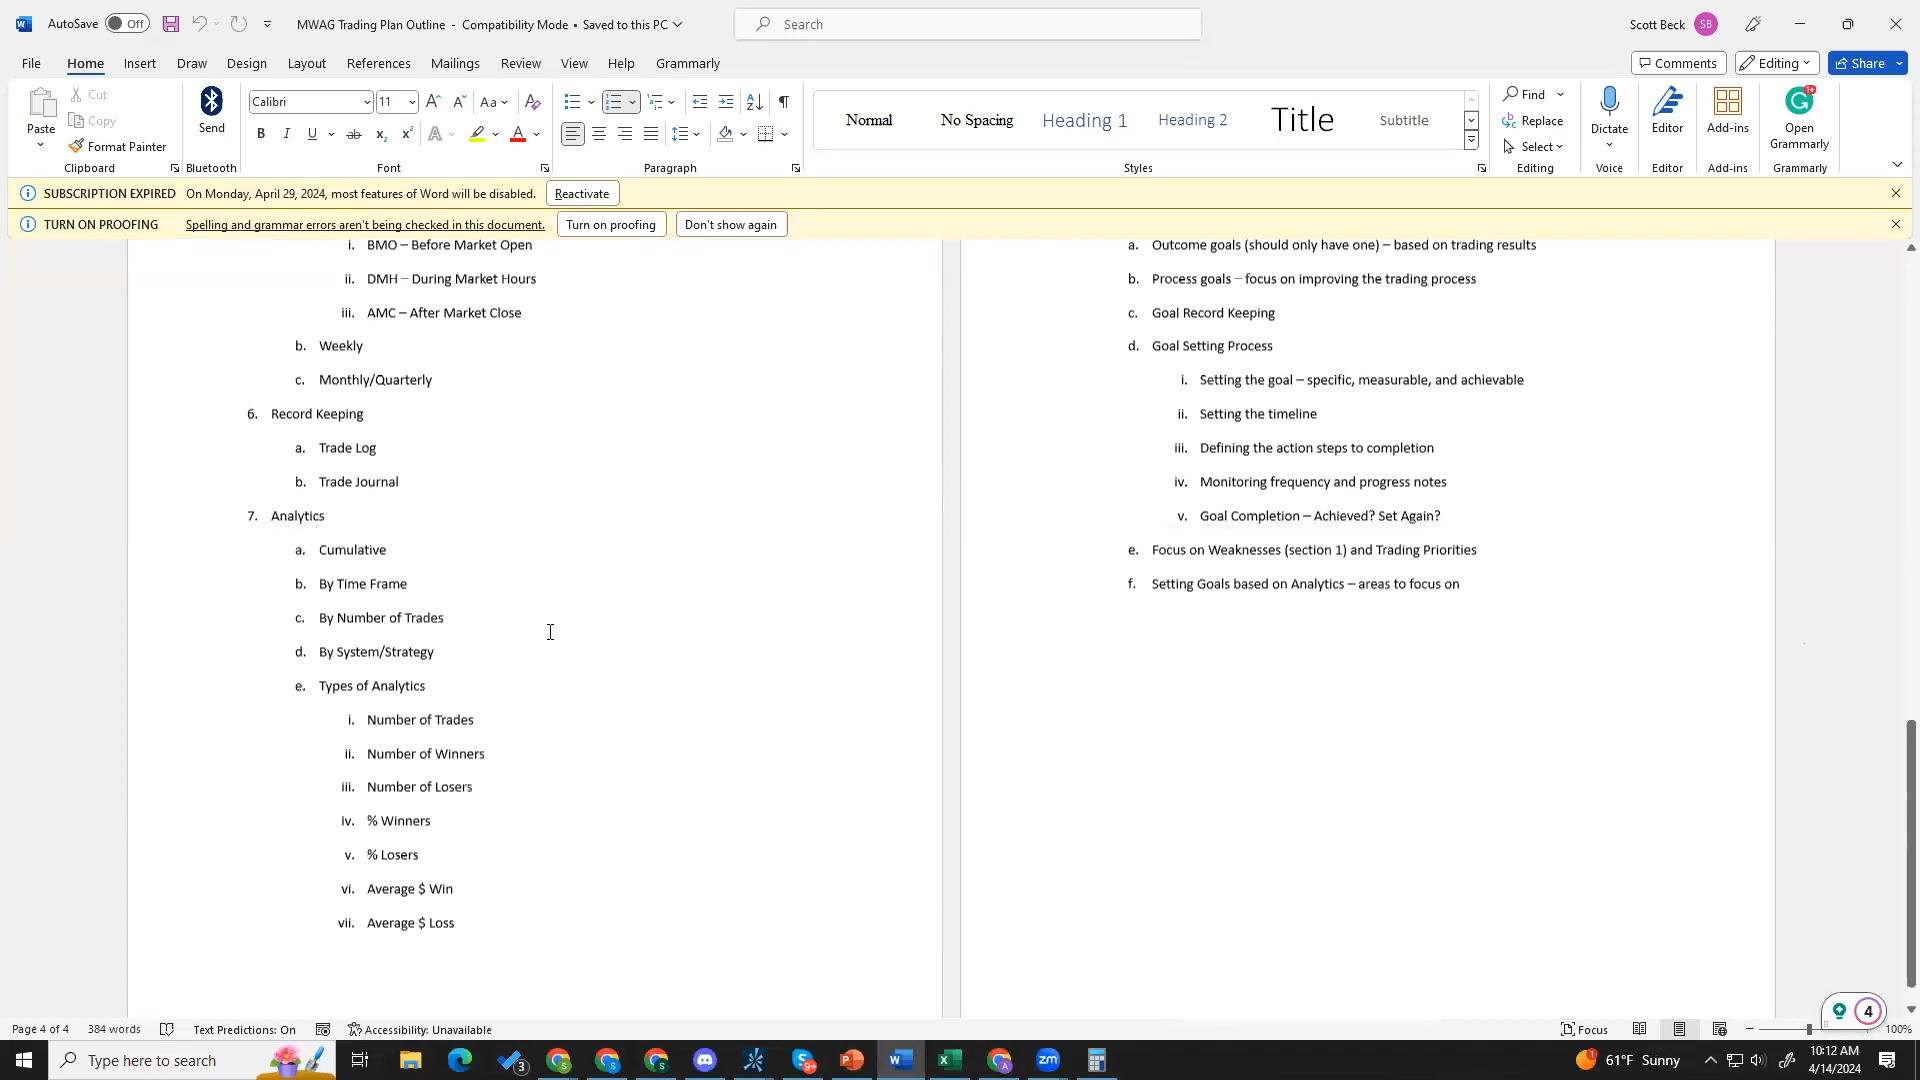 AutoSave Off MWAG Trading Plan Outline - Compatibility Mode • Saved to this PC Search Scott Beck SB
File Home Insert Draw Design Layout References Mailings Review View Help Grammarly Comments Editing Share
Paste Cut Copy Format Painter Clipboard
Send Bluetooth
Calibri 11 Aa Font
Paragraph
Normal No Spacing Heading 1 Heading 2 Title Subtitle Styles
Find Replace Select Editing
Dictate Voice
Editor Editor
Add-ins Add-ins
Open Grammarly Grammarly
SUBSCRIPTION EXPIRED On Monday, April 29, 2024, most features of Word will be disabled. Reactivate
TURN ON PROOFING Spelling and grammar errors aren't being checked in this document. Turn on proofing Don't show again
i. BMO – Before Market Open
ii. DMH – During Market Hours
iii. AMC – After Market Close
b. Weekly
c. Monthly/Quarterly
6. Record Keeping
a. Trade Log
b. Trade Journal
7. Analytics
a. Cumulative
b. By Time Frame
c. By Number of Trades
d. By System/Strategy
e. Types of Analytics
i. Number of Trades
ii. Number of Winners
iii. Number of Losers
iv. % Winners
v. % Losers
vi. Average $ Win
vii. Average $ Loss
a. Outcome goals (should only have one) – based on trading results
b. Process goals – focus on improving the trading process
c. Goal Record Keeping
d. Goal Setting Process
i. Setting the goal – specific, measurable, and achievable
ii. Setting the timeline
iii. Defining the action steps to completion
iv. Monitoring frequency and progress notes
v. Goal Completion – Achieved? Set Again?
e. Focus on Weaknesses (section 1) and Trading Priorities
f. Setting Goals based on Analytics – areas to focus on
4
Page 4 of 4 384 words Text Predictions: On Accessibility: Unavailable Focus 100%
Type here to search 3 9+ zm 61°F Sunny 10:12 AM
4/14/2024